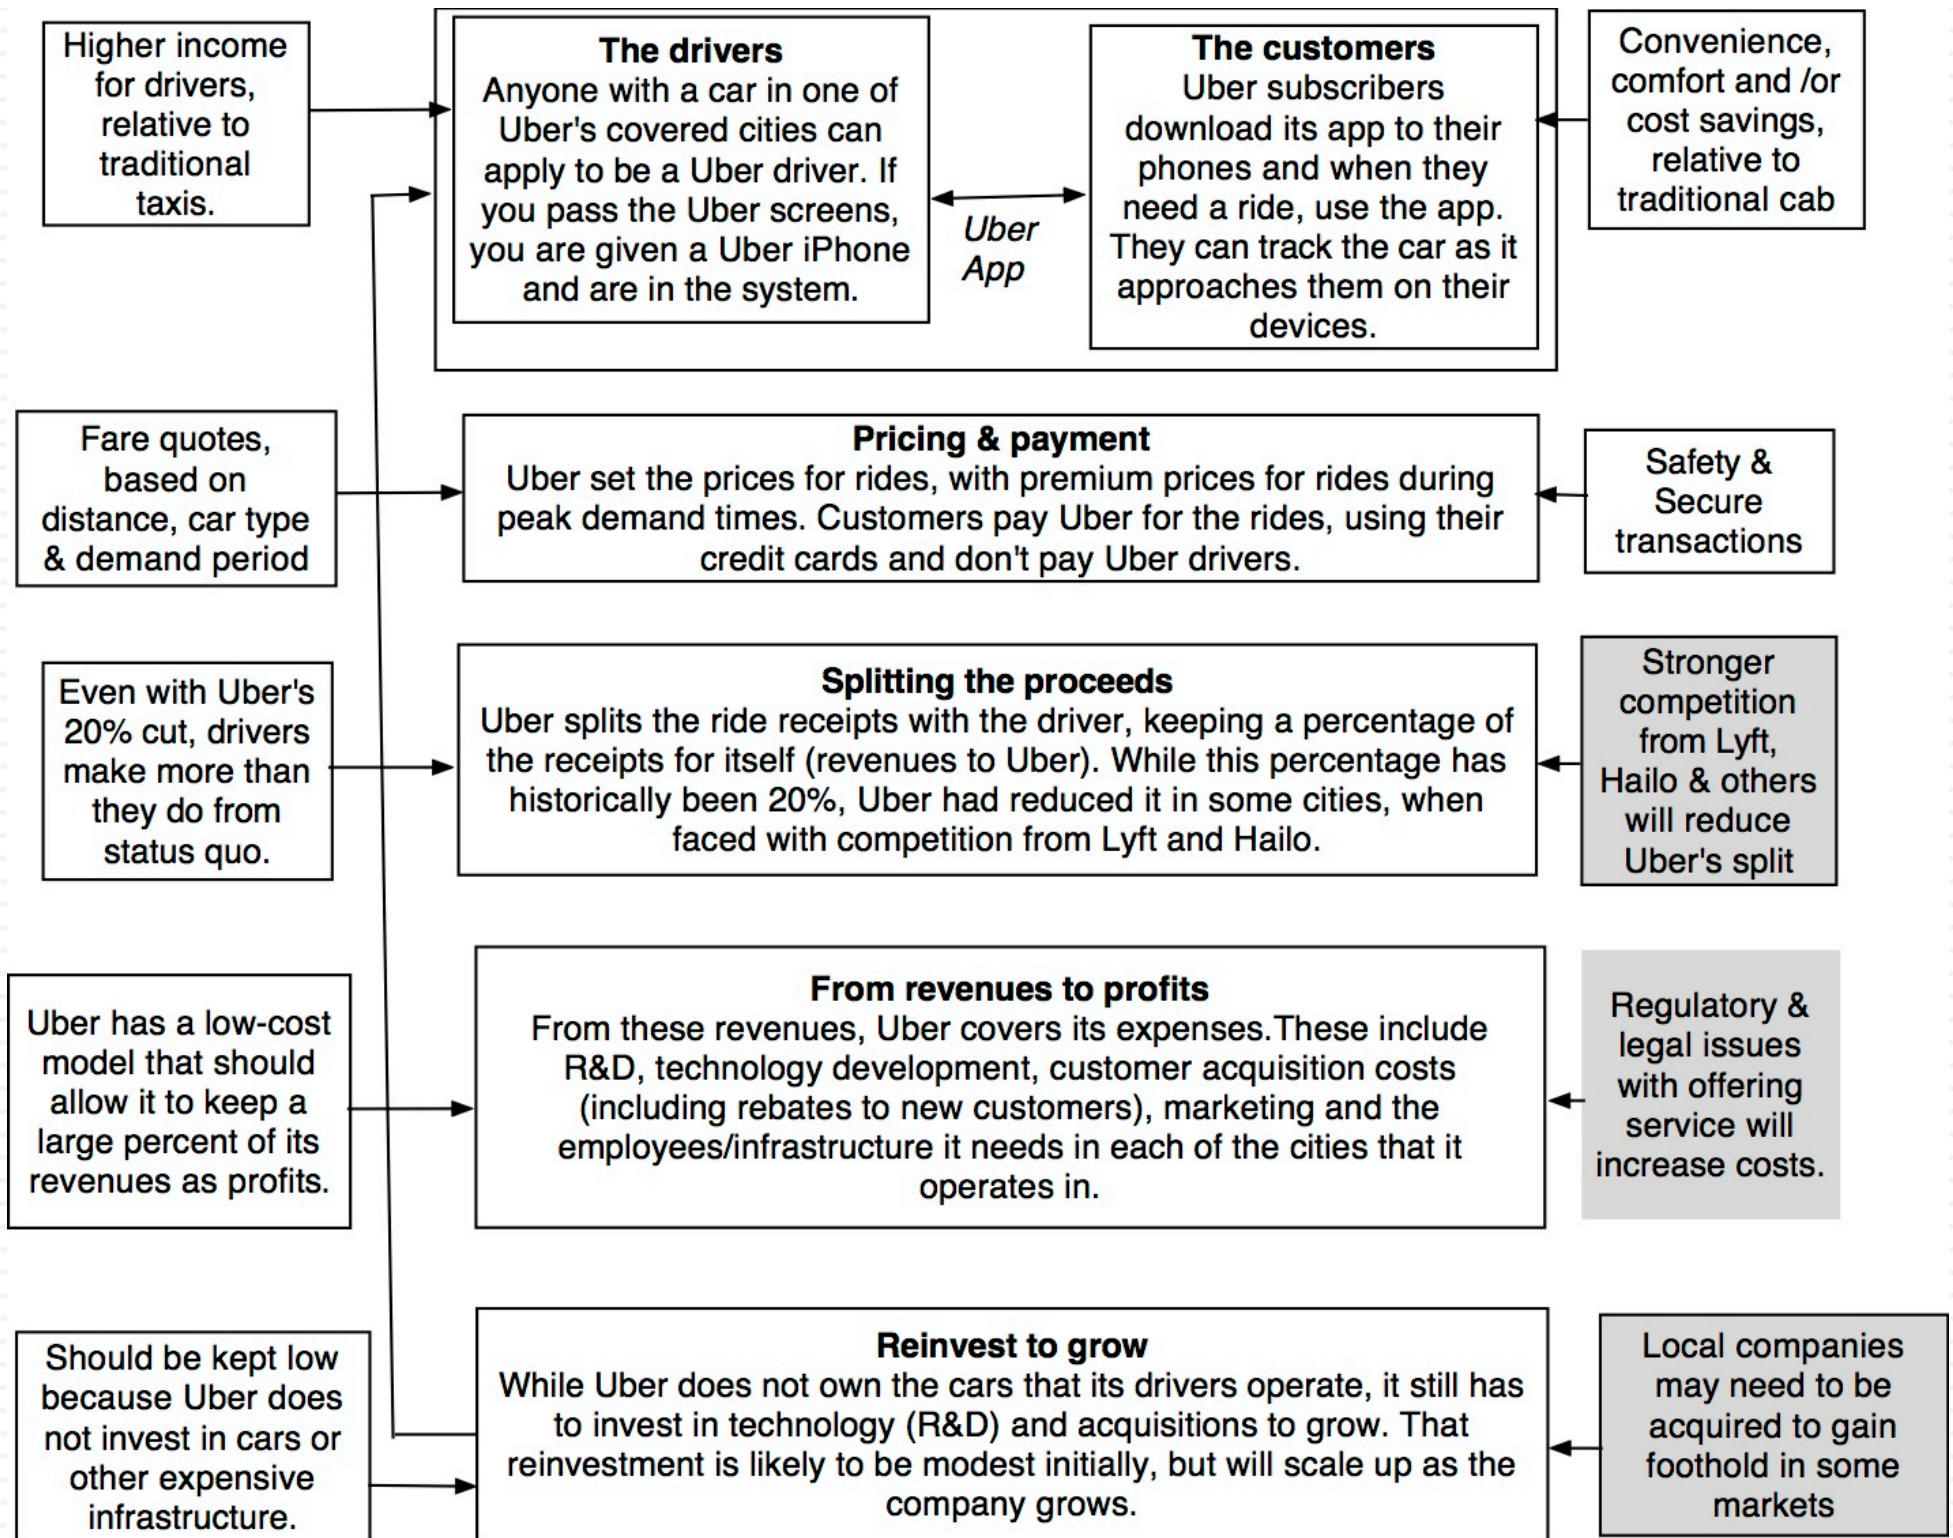 Higher income
for drivers,
relative to
traditional
taxis.
The drivers
Anyone with a car in one of
Uber's covered cities can
apply to be a Uber driver. If
you pass the Uber screens,
you are given a Uber iPhone
and are in the system.
Uber
App
The customers
Uber subscribers
download its app to their
phones and when they
need a ride, use the app.
They can track the car as it
approaches them on their
devices.
Convenience,
comfort and /or
cost savings,
relative to
traditional cab
Fare quotes,
based on
distance, car type
& demand period
Pricing & payment
Uber set the prices for rides, with premium prices for rides during
peak demand times. Customers pay Uber for the rides, using their
credit cards and don't pay Uber drivers.
Safety &
Secure
transactions
Even with Uber's
20% cut, drivers
make more than
they do from
status quo.
Splitting the proceeds
Uber splits the ride receipts with the driver, keeping a percentage of
the receipts for itself (revenues to Uber). While this percentage has
historically been 20%, Uber had reduced it in some cities, when
faced with competition from Lyft and Hailo.
Stronger
competition
from Lyft,
Hailo & others
will reduce
Uber's split
Uber has a low-cost
model that should
allow it to keep a
large percent of its
revenues as profits.
From revenues to profits
From these revenues, Uber covers its expenses.These include
R&D, technology development, customer acquisition costs
(including rebates to new customers), marketing and the
employees/infrastructure it needs in each of the cities that it
operates in.
Regulatory &
legal issues
with offering
service will
increase costs.
Should be kept low
because Uber does
not invest in cars or
other expensive
infrastructure.
Reinvest to grow
While Uber does not own the cars that its drivers operate, it still has
to invest in technology (R&D) and acquisitions to grow. That
reinvestment is likely to be modest initially, but will scale up as the
company grows.
Local companies
may need to be
acquired to gain
foothold in some
markets